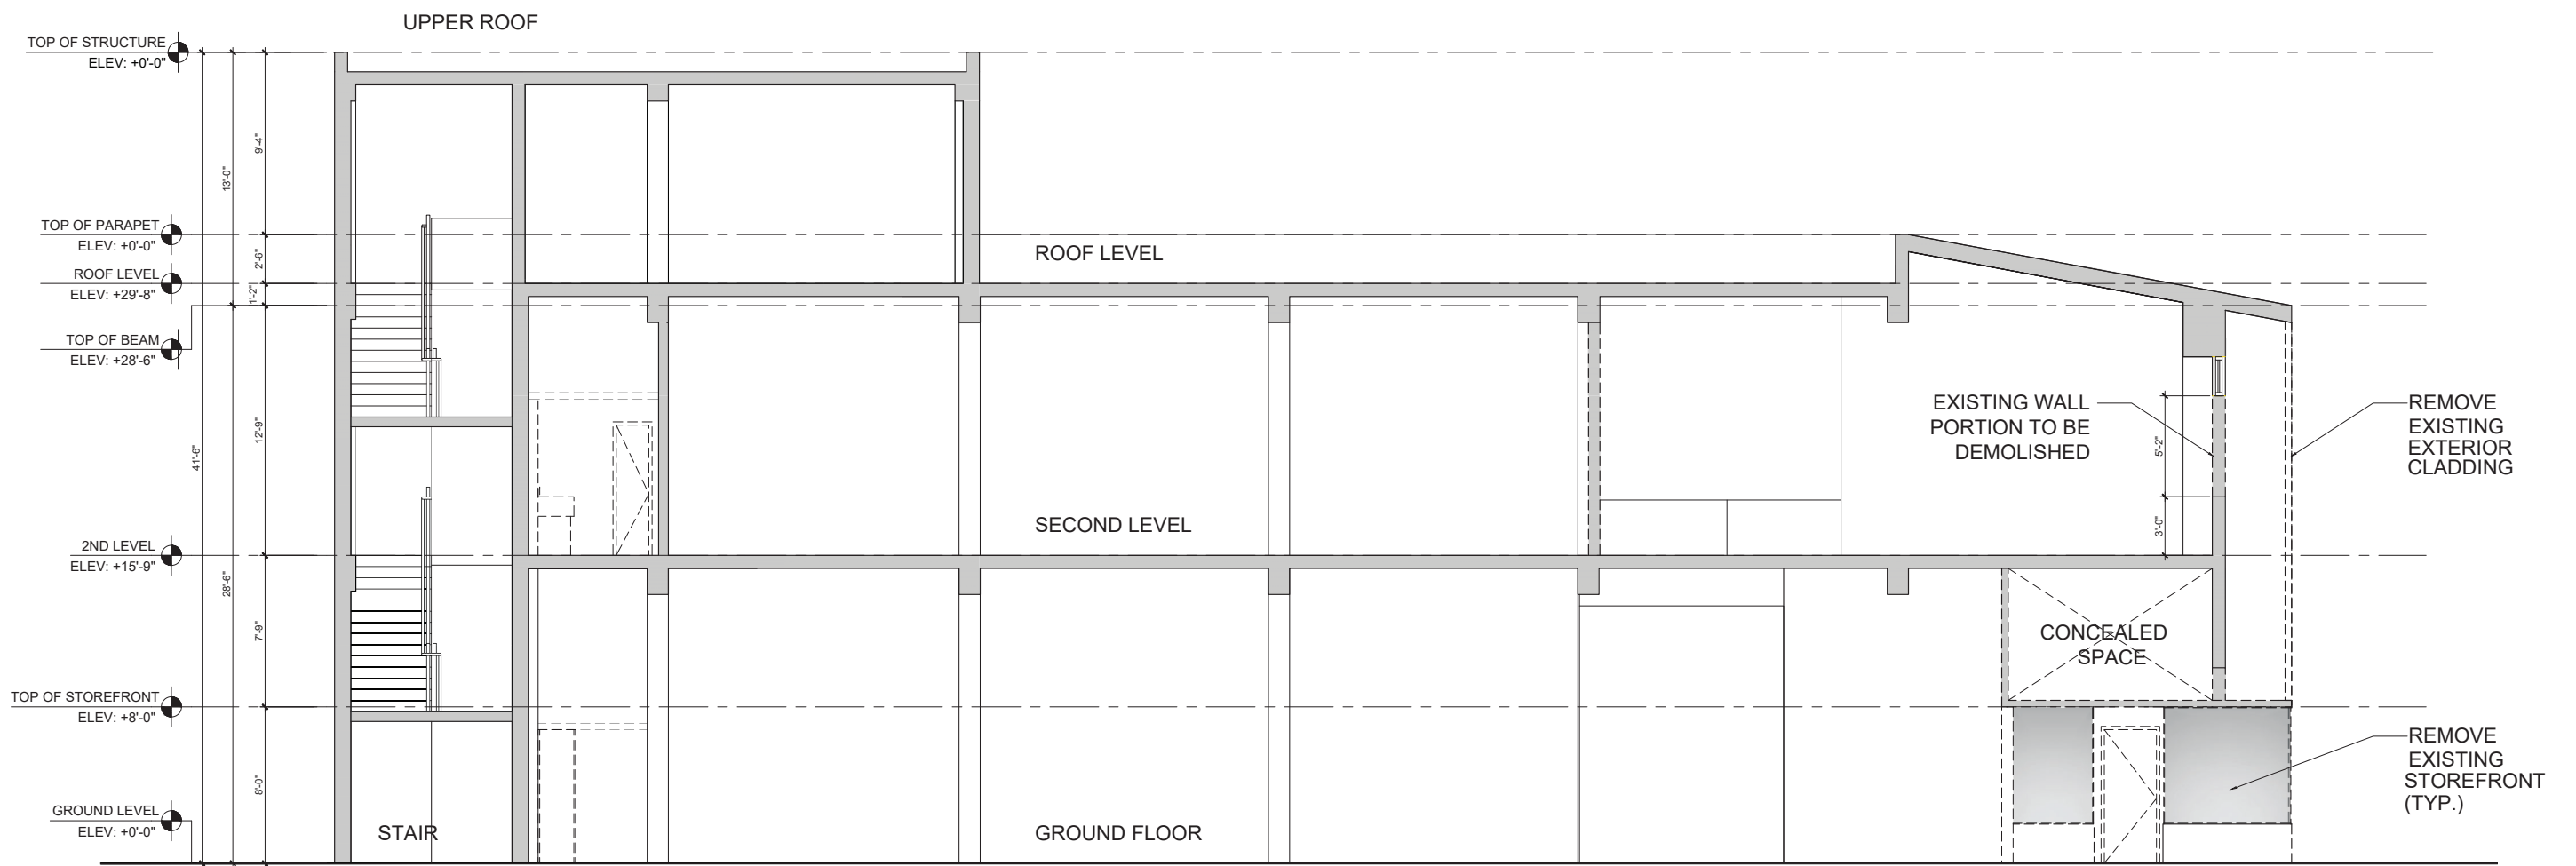 UPPER ROOF
TOP OF STRUCTURE
ELEV: +0'-0"
9'-4"
13'-0"
TOP OF PARAPET
ELEV: +0'-0"
2'-6"
ROOF LEVEL
ROOF LEVEL
ELEV: +29'-8"
1'-2"
TOP OF BEAM
ELEV: +28'-6"
12'-9"
41'-6"
EXISTING WALL
PORTION TO BE
DEMOLISHED
5'-2"
REMOVE
EXISTING
EXTERIOR
CLADDING
3'-0"
SECOND LEVEL
2ND LEVEL
ELEV: +15'-9"
28'-6"
7'-9"
CONCEALED
SPACE
TOP OF STOREFRONT
ELEV: +8'-0"
8'-0"
REMOVE
EXISTING
STOREFRONT
(TYP.)
GROUND LEVEL
ELEV: +0'-0"
STAIR
GROUND FLOOR